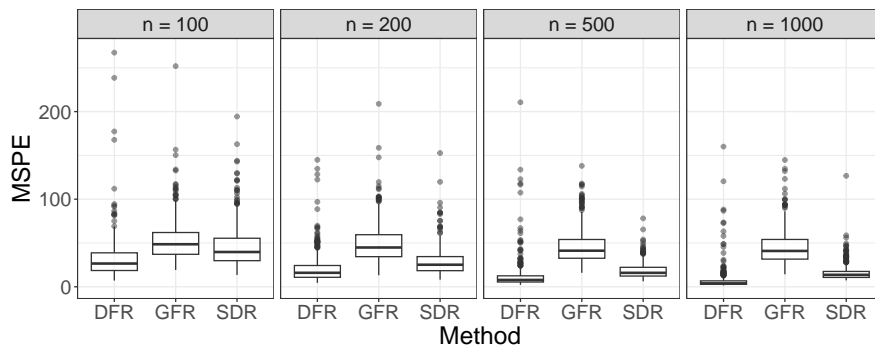 n = 100 n = 200 n = 500 n = 1000
MSPE
200
100
0
DFR GFR SDR DFR GFR SDR DFR GFR SDR DFR GFR SDR
Method